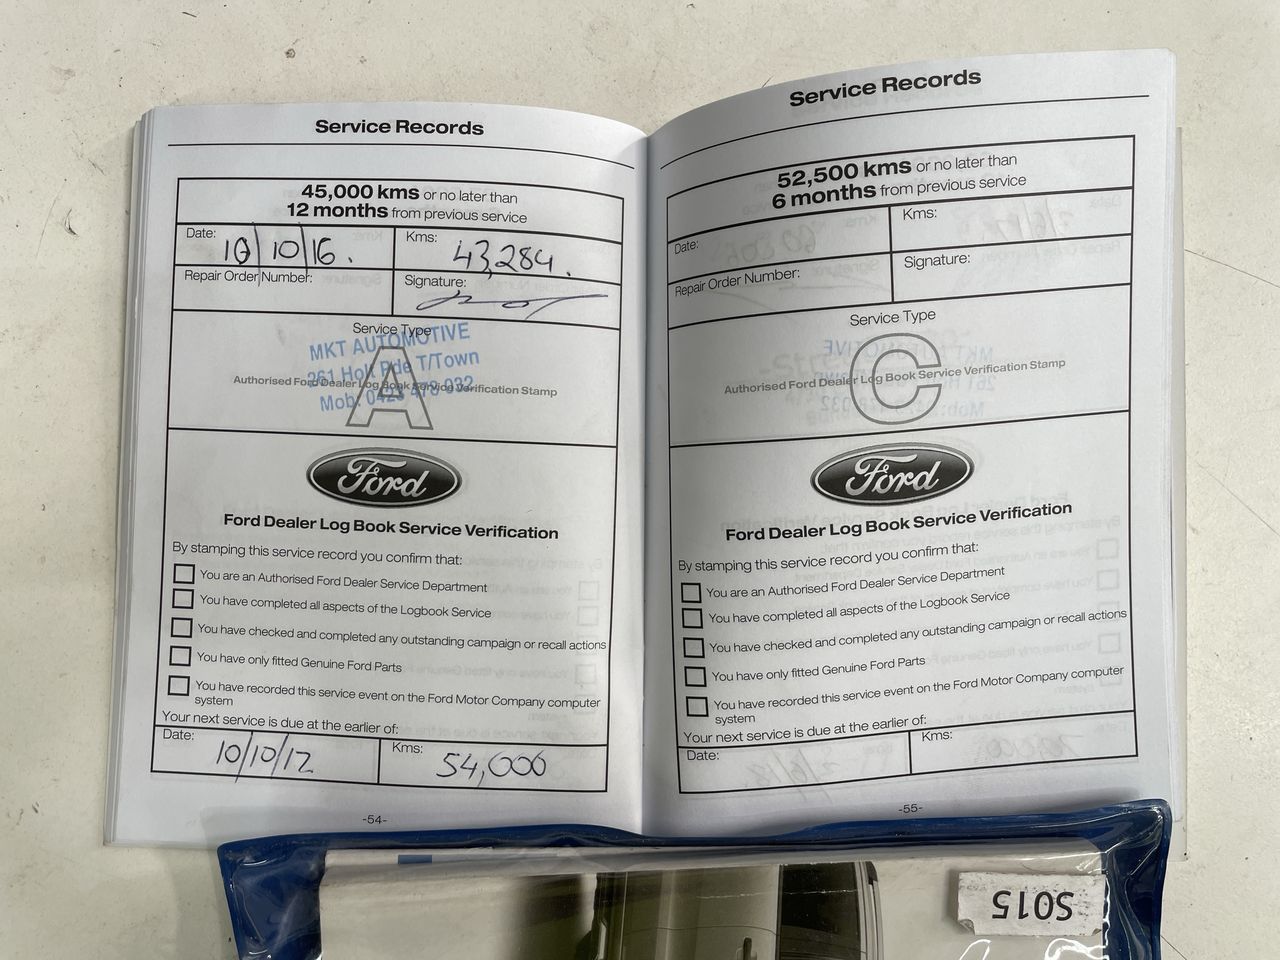 Service Records
45,000 kms or no later than
12 months from previous service
Date:
10/10/16.
Kms:
43,284.
Repair Order Number:
Signature:
Service Type
A
MKT AUTOMOTIVE
261 Holt Pde T/Town
Mob: 0423 478 032
Authorised Ford Dealer Log Book Service Verification Stamp
Ford
Ford Dealer Log Book Service Verification
By stamping this service record you confirm that:
You are an Authorised Ford Dealer Service Department
You have completed all aspects of the Logbook Service
You have checked and completed any outstanding campaign or recall actions
You have only fitted Genuine Ford Parts
You have recorded this service event on the Ford Motor Company computer
system
Your next service is due at the earlier of:
Date:
10/10/17
Kms:
54,000
-54-
Service Records
52,500 kms or no later than
6 months from previous service
Date:
Kms:
Repair Order Number:
Signature:
Service Type
C
Authorised Ford Dealer Log Book Service Verification Stamp
Ford
Ford Dealer Log Book Service Verification
By stamping this service record you confirm that:
You are an Authorised Ford Dealer Service Department
You have completed all aspects of the Logbook Service
You have checked and completed any outstanding campaign or recall actions
You have only fitted Genuine Ford Parts
You have recorded this service event on the Ford Motor Company computer
system
Your next service is due at the earlier of:
Date:
Kms:
-55-
S015